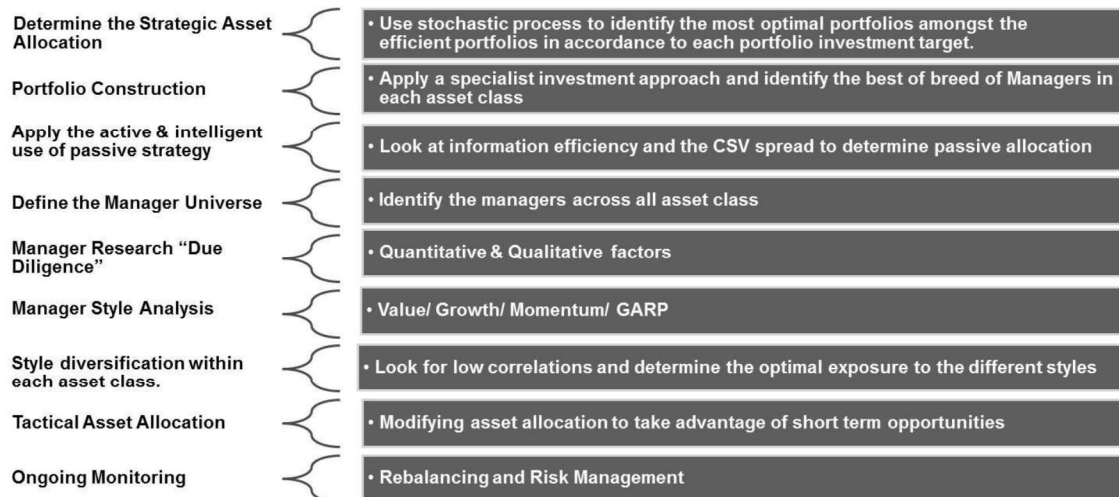 Determine the Strategic Asset
Allocation
• Use stochastic process to identify the most optimal portfolios amongst the
efficient portfolios in accordance to each portfolio investment target.
Portfolio Construction
• Apply a specialist investment approach and identify the best of breed of Managers in
each asset class
Apply the active & intelligent
use of passive strategy
• Look at information efficiency and the CSV spread to determine passive allocation
Define the Manager Universe
• Identify the managers across all asset class
Manager Research “Due
Diligence”
• Quantitative & Qualitative factors
Manager Style Analysis
• Value/ Growth/ Momentum/ GARP
Style diversification within
each asset class.
• Look for low correlations and determine the optimal exposure to the different styles
Tactical Asset Allocation
• Modifying asset allocation to take advantage of short term opportunities
Ongoing Monitoring
• Rebalancing and Risk Management